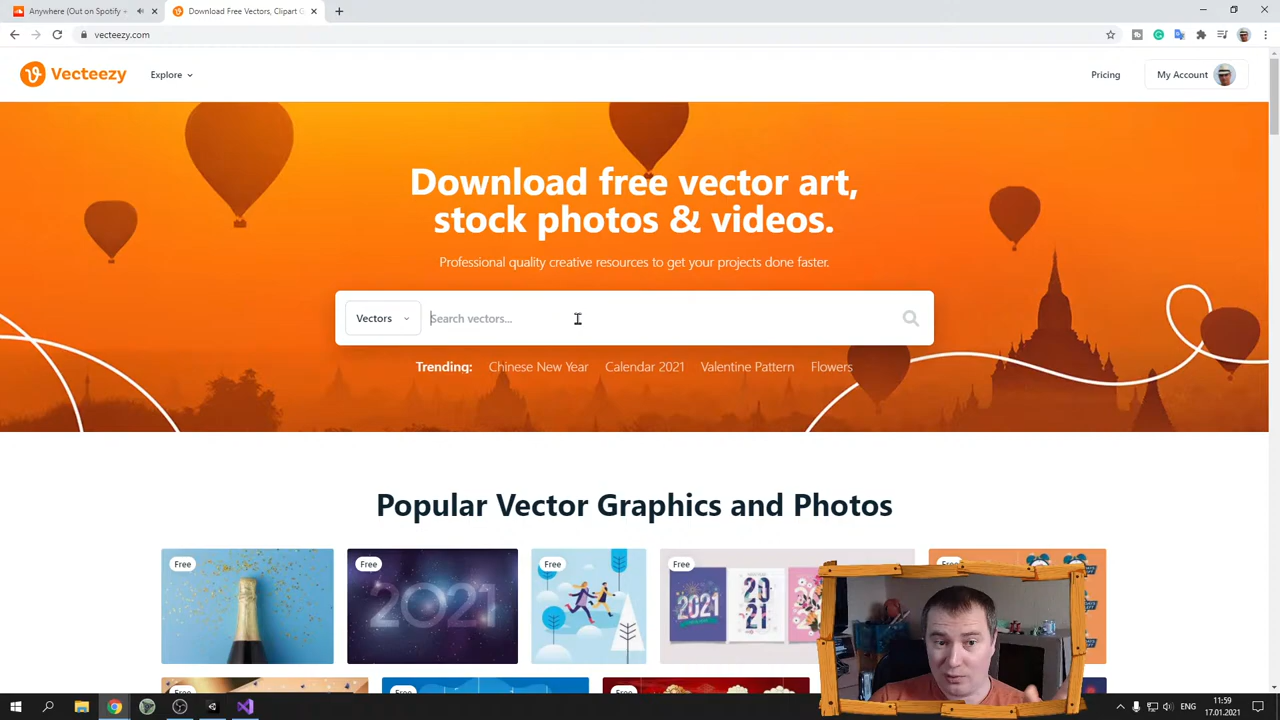 Anywhere (Out on Spotify +
Download Free Vectors, Clipart G
vecteezy.com
Vecteezy
Explore
Pricing
My Account
Download free vector art,
stock photos & videos.
Professional quality creative resources to get your projects done faster.
Vectors
Search vectors...
Trending: Chinese New Year Calendar 2021 Valentine Pattern Flowers
Popular Vector Graphics and Photos
Free
Free
Free
Free
2021
2021
20
21
Free
Free
Free
ENG
11:59
17.01.2021